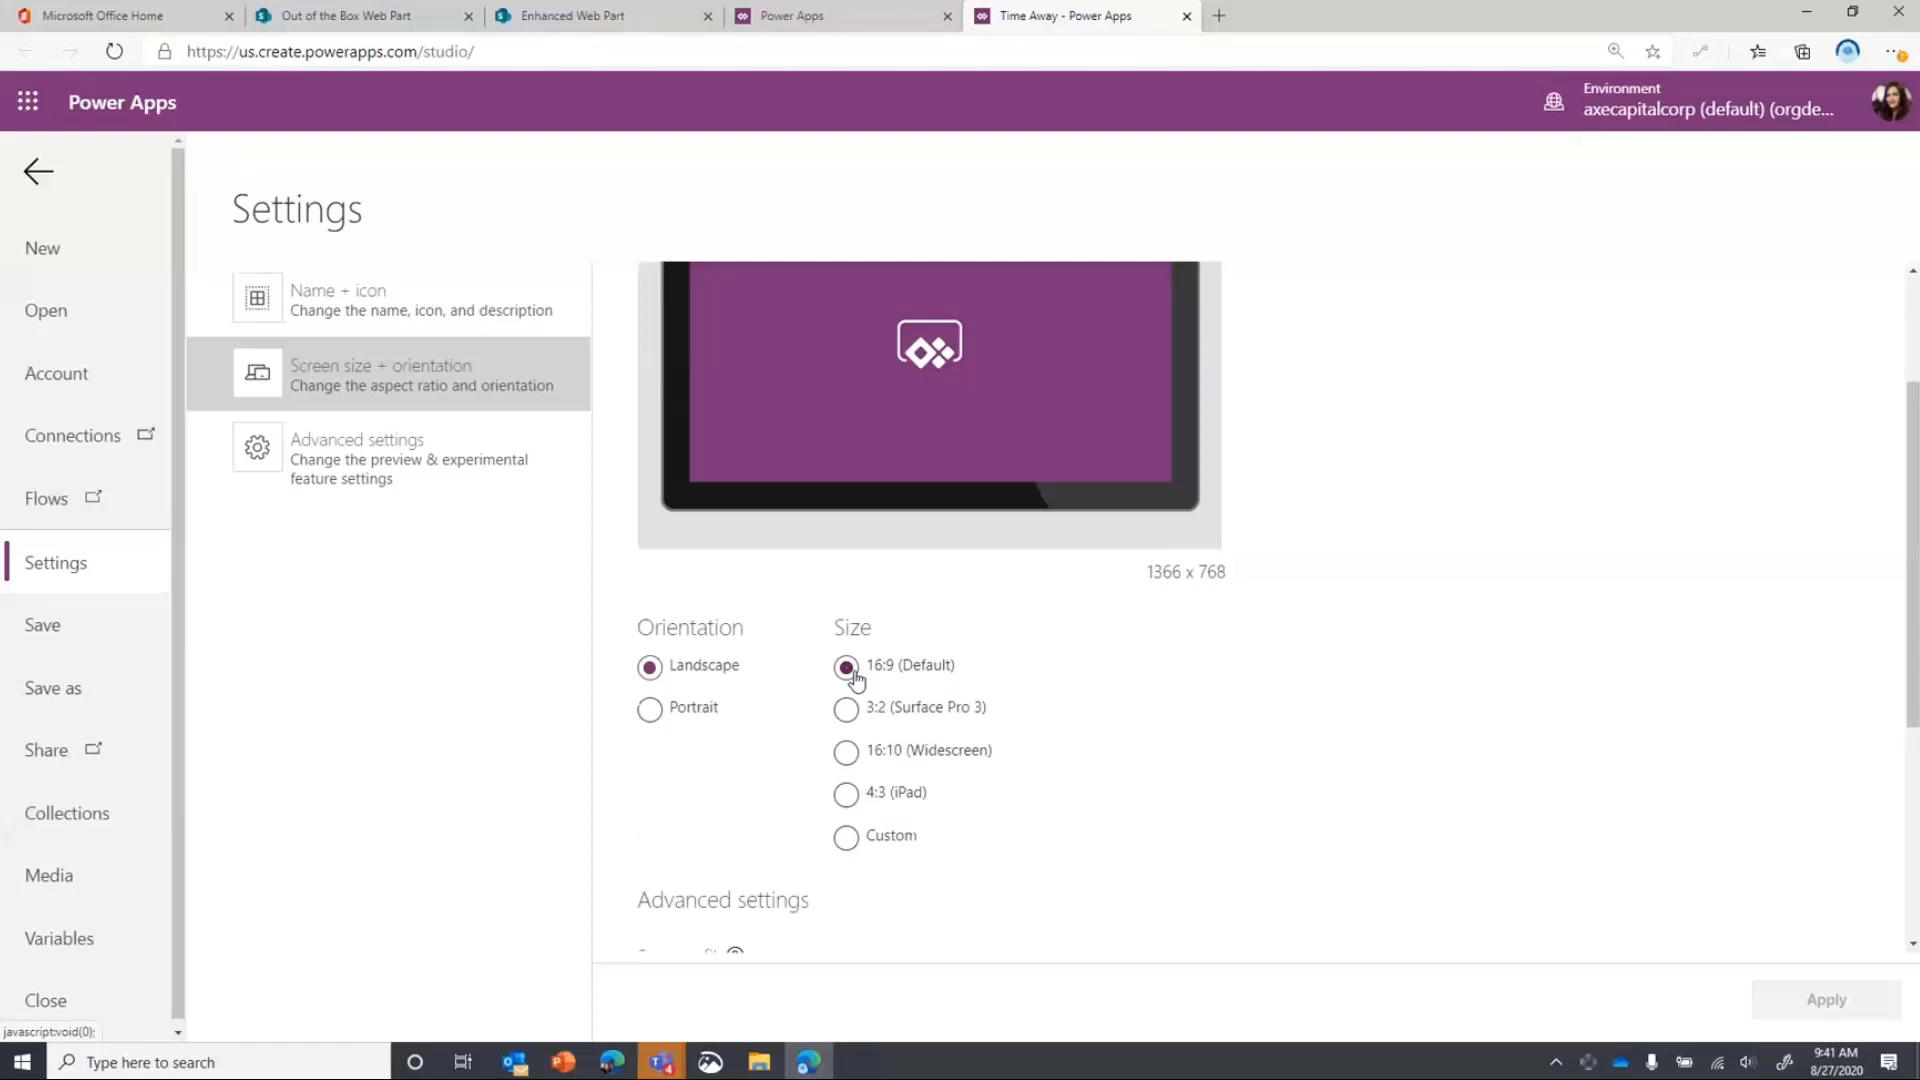 Microsoft Office Home
Out of the Box Web Part
Enhanced Web Part
Power Apps
Time Away - Power Apps
https://us.create.powerapps.com/studio/
Power Apps
Environment
axecapitalcorp (default) (orgde...
Settings
New
Open
Account
Connections
Flows
Settings
Save
Save as
Share
Collections
Media
Variables
Close
javascript:void(0);
Name + icon
Change the name, icon, and description
Screen size + orientation
Change the aspect ratio and orientation
Advanced settings
Change the preview & experimental
feature settings
1366 x 768
Orientation
Landscape
Portrait
Size
16:9 (Default)
3:2 (Surface Pro 3)
16:10 (Widescreen)
4:3 (iPad)
Custom
Advanced settings
Apply
Type here to search
9:41 AM
8/27/2020